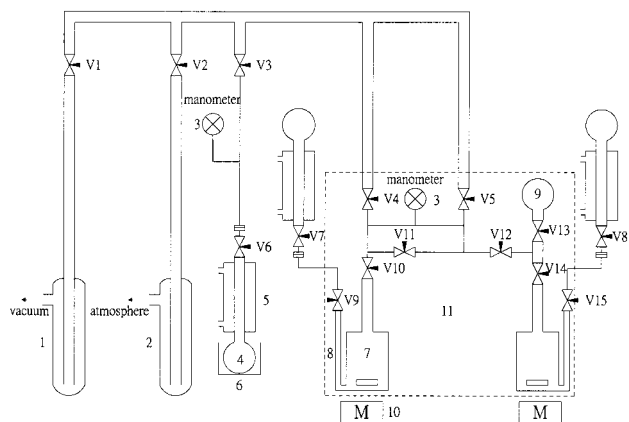 V1
V2
V3
manometer
3
manometer
3
9
V4
V5
V11
V12
V13
V7
V8
V6
V10
V14
5
V9
V15
vacuum
atmosphere
11
1
2
4
8
7
6
M
10
M